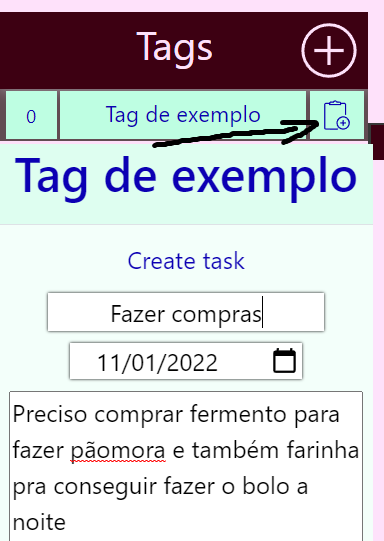 Tags
0 Tag de exemplo
Tag de exemplo
Create task
Fazer compras
11/01/2022
Preciso comprar fermento para
fazer pãomora e também farinha
pra conseguir fazer o bolo a
noite